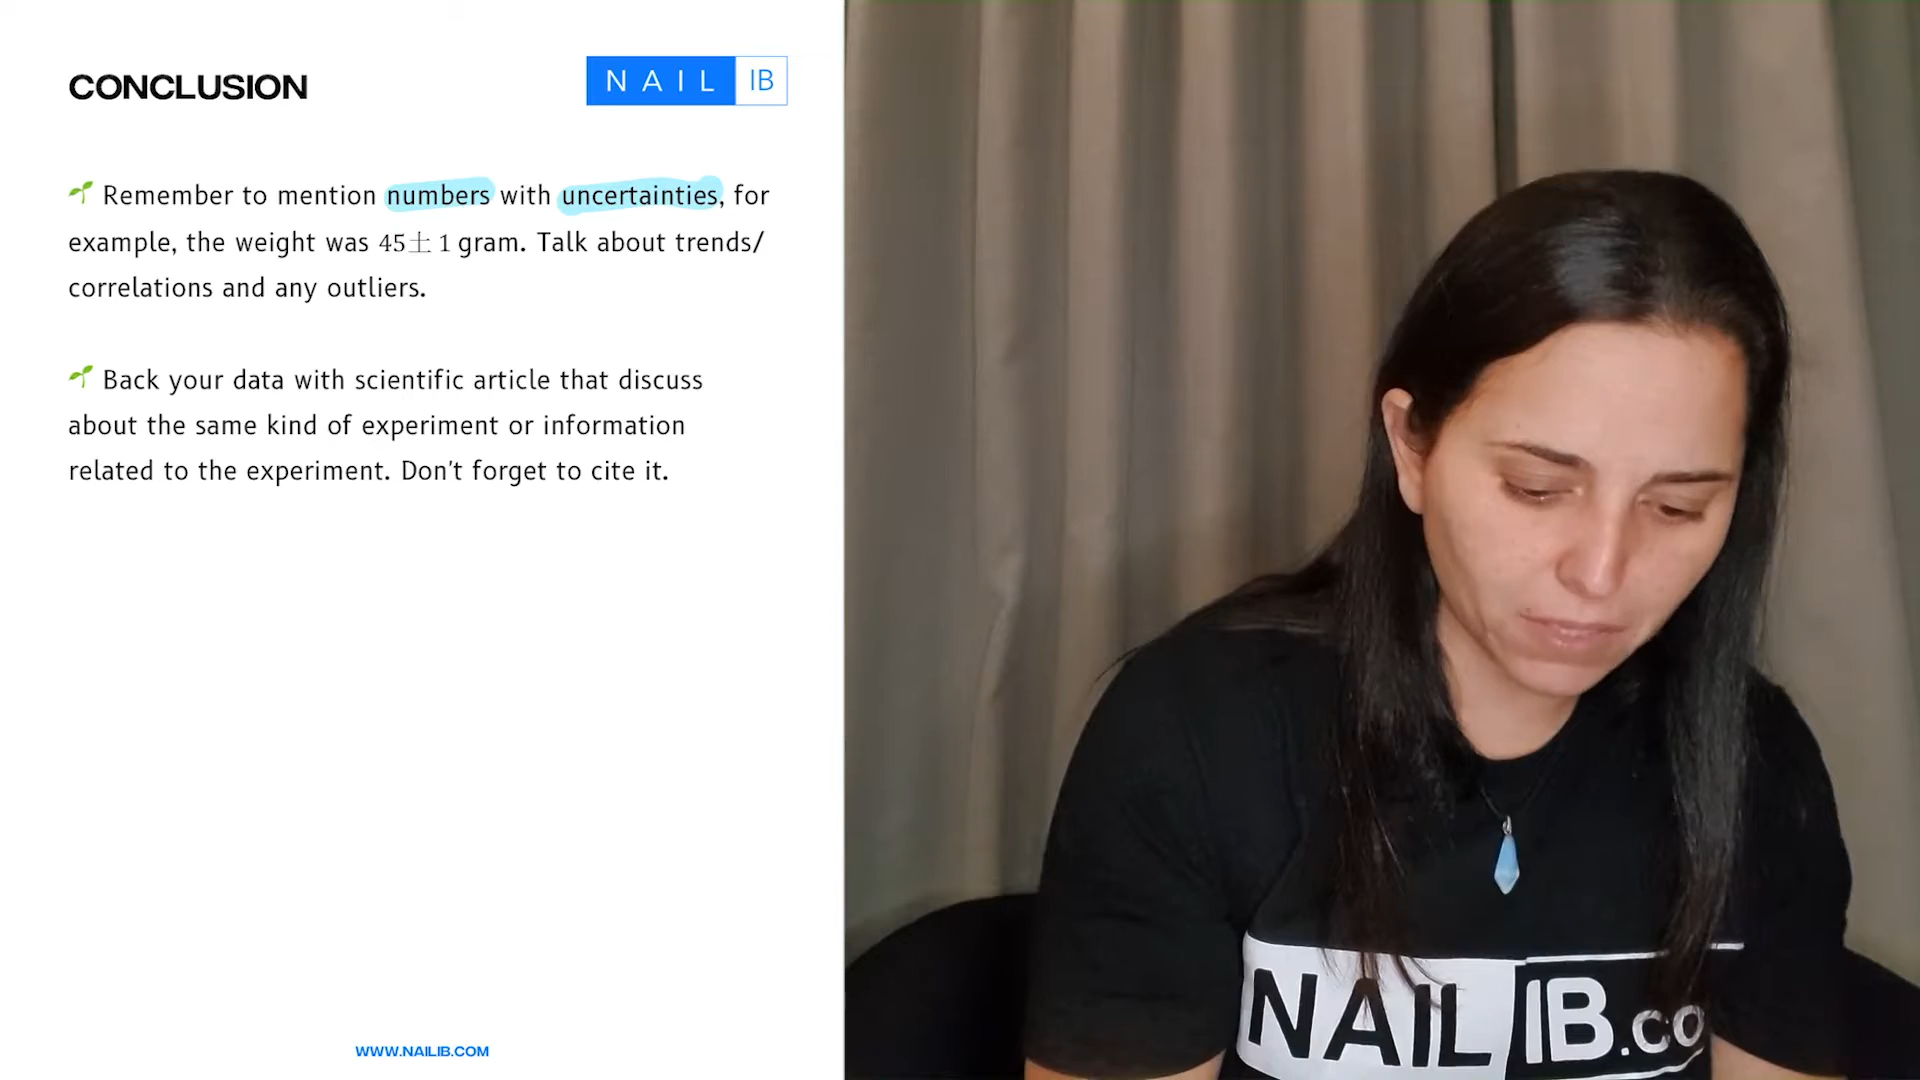 CONCLUSION
NAIL IB
Remember to mention numbers with uncertainties, for
example, the weight was 45± 1 gram. Talk about trends/
correlations and any outliers.
Back your data with scientific article that discuss
about the same kind of experiment or information
related to the experiment. Don't forget to cite it.
WWW.NAILIB.COM
NAIL IB.co